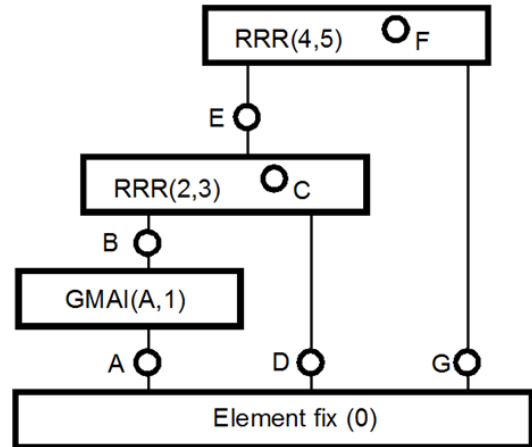 RRR(4,5) F
E
RRR(2,3) C
B
GMAI(A,1)
A D G
Element fix (0)